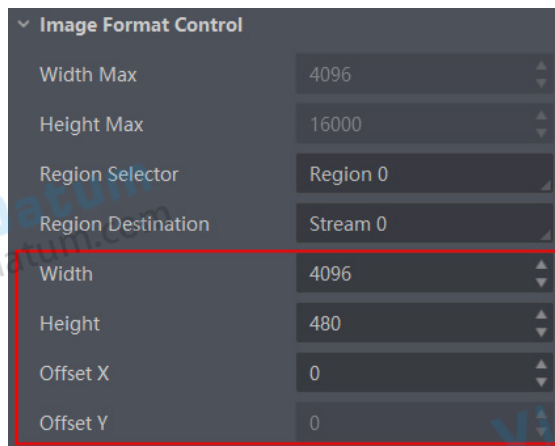 Image Format Control
Width Max 4096
Height Max 16000
Region Selector Region 0
Region Destination Stream 0
Width 4096
Height 480
Offset X 0
Offset Y 0